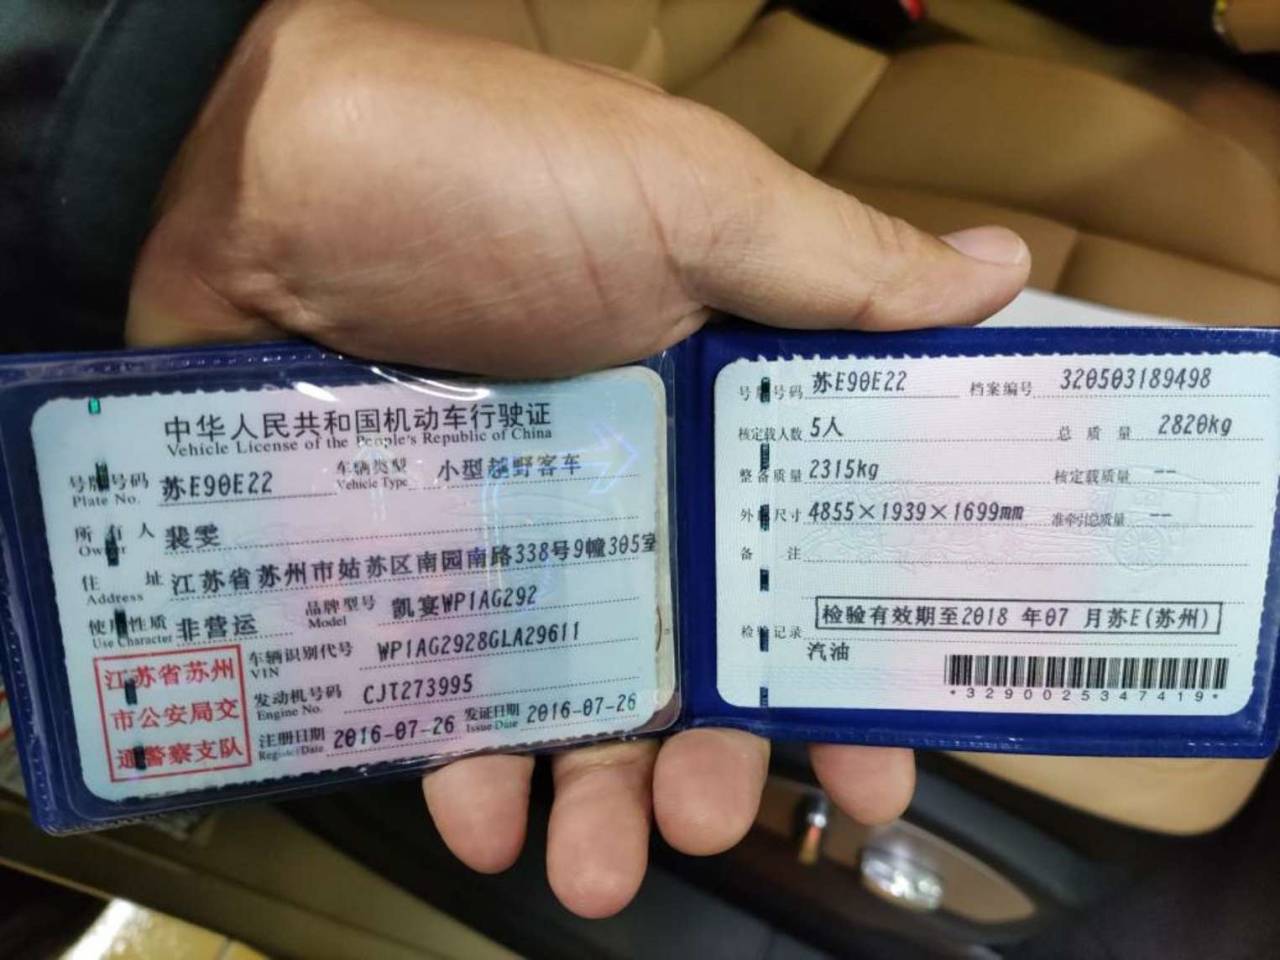 中华人民共和国机动车行驶证
Vehicle License of the People's Republic of China
号牌号码 苏E90E22 车辆类型 小型越野客车
Plate No. Vehicle Type
所有人 裴雯
Owner
住址 江苏省苏州市姑苏区南园南路338号9幢305室
Address
使用性质 非营运 品牌型号 凯宴WP1AG292
Use Character Model
江苏省苏州
市公安局交
通警察支队
车辆识别代号 WP1AG2928GLA29611
VIN
发动机号码 CJT273995
Engine No.
注册日期 2016-07-26 发证日期 2016-07-26
Register Date Issue Date
号牌号码 苏E90E22 档案编号 320503189498
核定载人数 5人 总质量 2820kg
整备质量 2315kg 核定载质量 --
外廓尺寸 4855×1939×1699mm 准牵引总质量 --
备注
检验有效期至2018 年07 月苏E(苏州)
检验记录
汽油
*3290025347419*